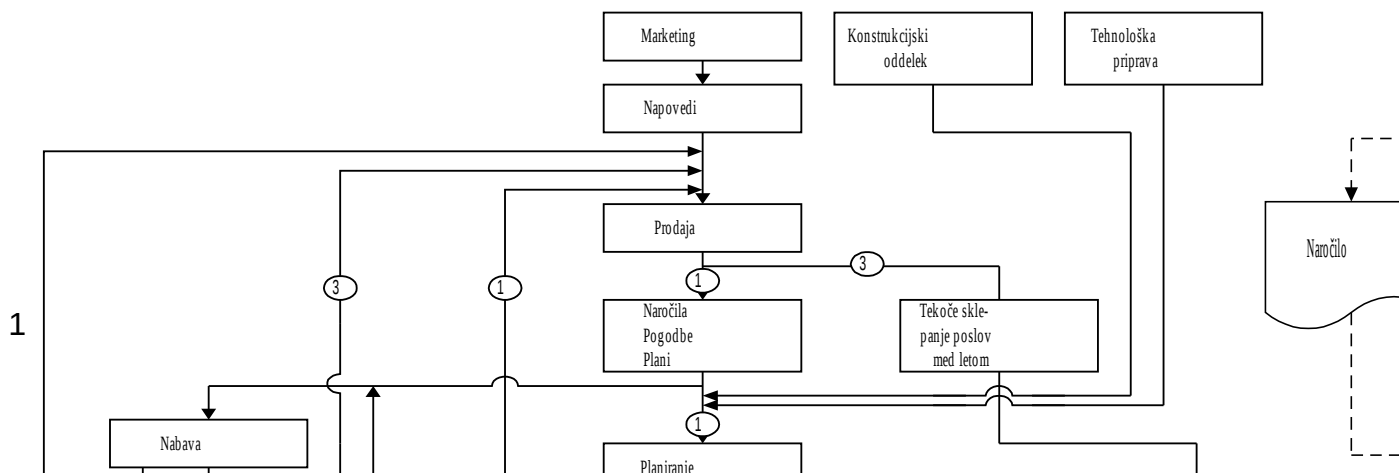 Marketing
Konstrukcijski
oddelek
Tehnološka
priprava
Napovedi
Prodaja
Naročilo
3
3
1
1
Naročila
Pogodbe
Plani
Tekoče skle-
panje poslov
med letom
1
1
Nabava
Planiranje